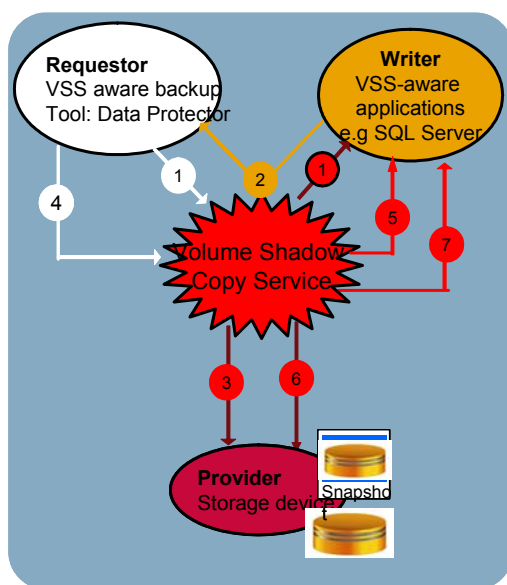 Requestor
VSS aware backup
Tool: Data Protector
Writer
VSS-aware
applications
e.g SQL Server
1
1
2
4
5
7
Volume Shadow
Copy Service
3
6
Provider
Storage device
Snapsho
t